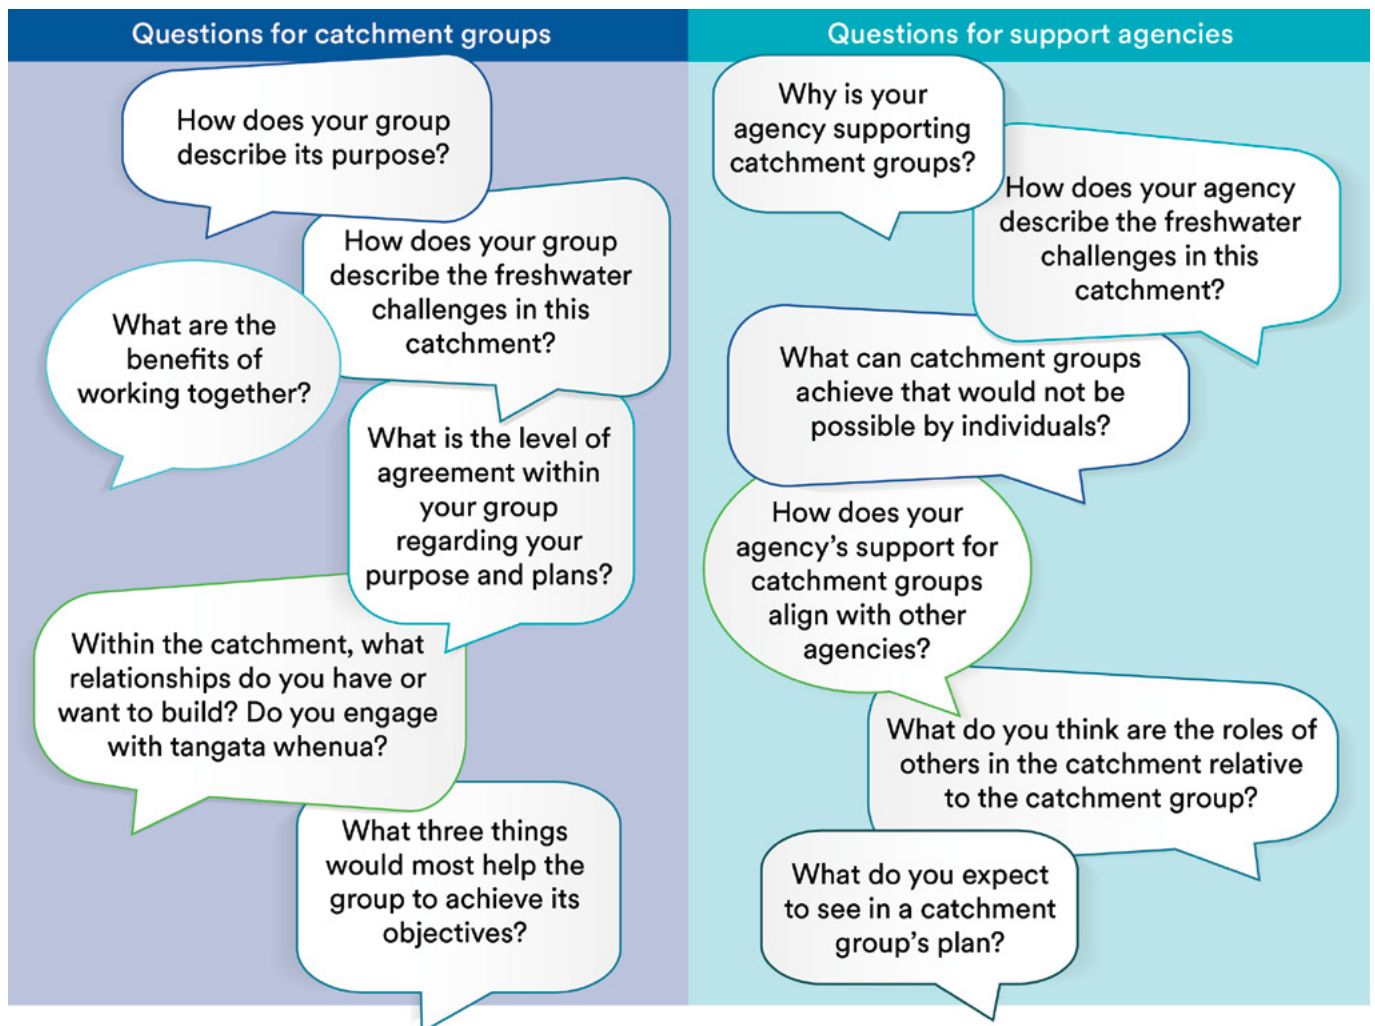 Questions for catchment groups
How does your group
describe its purpose?
How does your group
describe the freshwater
challenges in this
catchment?
What are the
benefits of
working together?
What is the level of
agreement within
your group
regarding your
purpose and plans?
Within the catchment, what
relationships do you have or
want to build? Do you engage
with tangata whenua?
What three things
would most help the
group to achieve its
objectives?
Questions for support agencies
Why is your
agency supporting
catchment groups?
How does your agency
describe the freshwater
challenges in this
catchment?
What can catchment groups
achieve that would not be
possible by individuals?
How does your
agency’s support for
catchment groups
align with other
agencies?
What do you think are the roles of
others in the catchment relative
to the catchment group?
What do you expect
to see in a catchment
group’s plan?